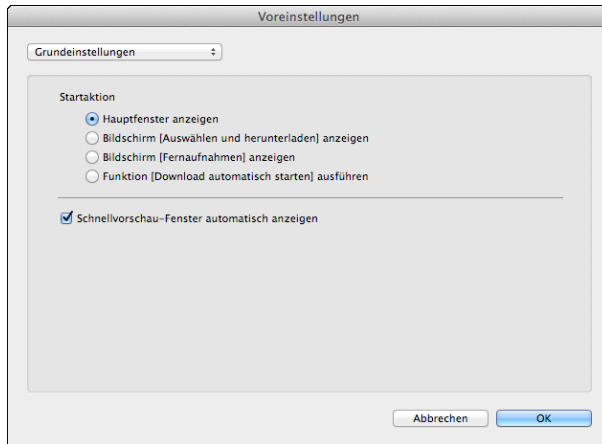 Voreinstellungen
Grundeinstellungen
Startaktion
Hauptfenster anzeigen
Bildschirm [Auswählen und herunterladen] anzeigen
Bildschirm [Fernaufnahmen] anzeigen
Funktion [Download automatisch starten] ausführen
Schnellvorschau-Fenster automatisch anzeigen
Abbrechen
OK